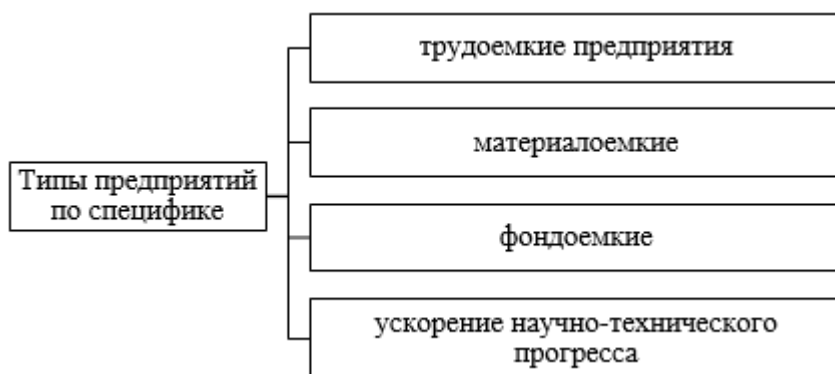 трудоемкие предприятия
материалоемкие
Типы предприятий
по специфике
фондоемкие
ускорение научно-технического
прогресса